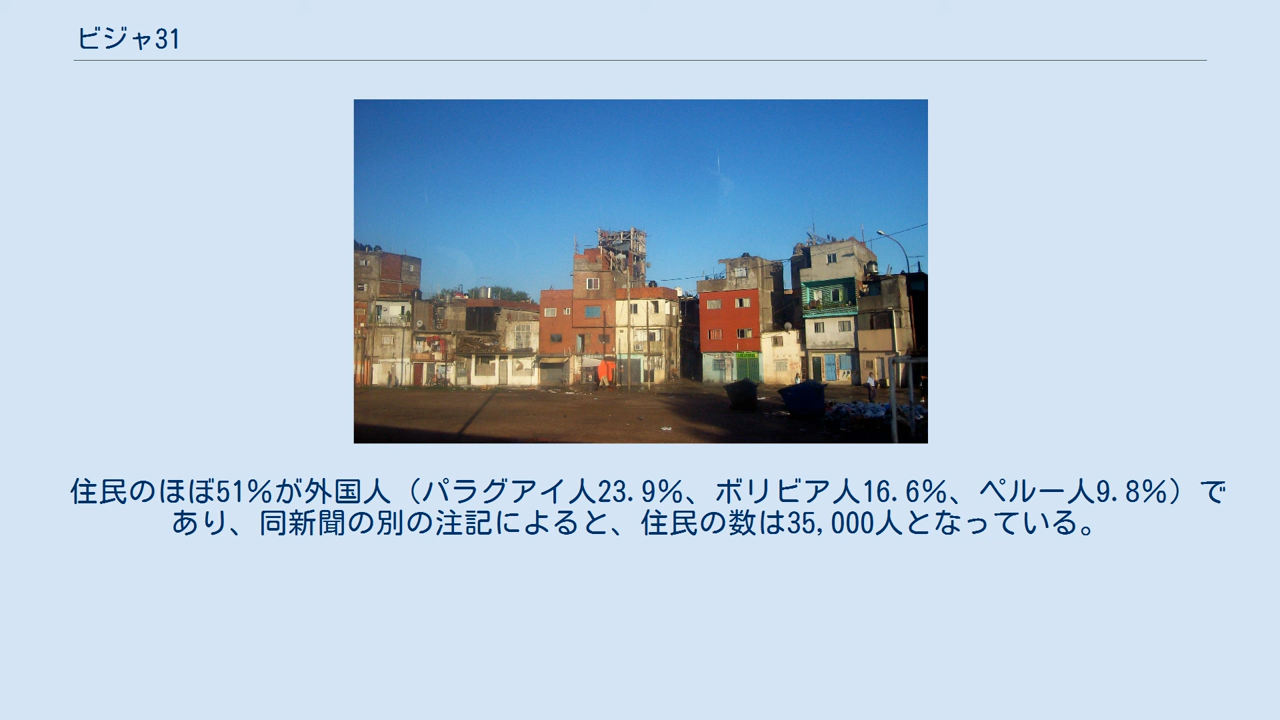 ビジャ31
住民のほぼ51％が外国人（パラグアイ人23.9％、ボリビア人16.6％、ペルー人9.8％）で
あり、同新聞の別の注記によると、住民の数は35,000人となっている。